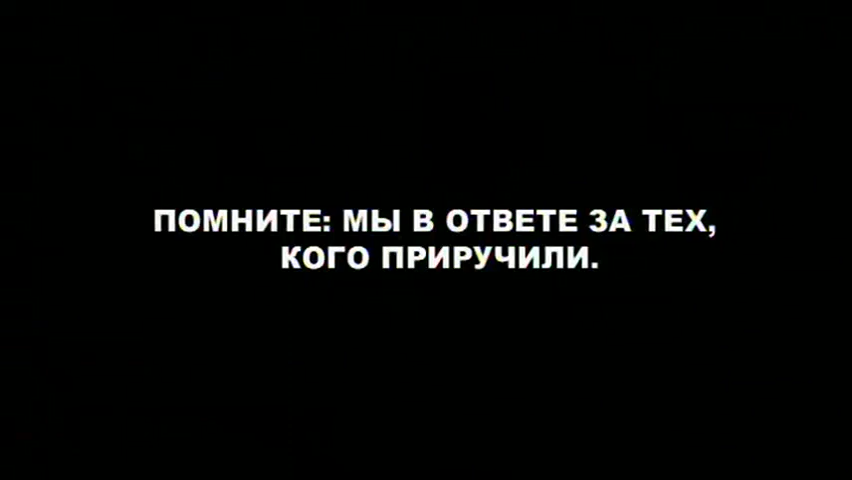 ПОМНИТЕ: МЫ В ОТВЕТЕ ЗА ТЕХ,
КОГО ПРИРУЧИЛИ.